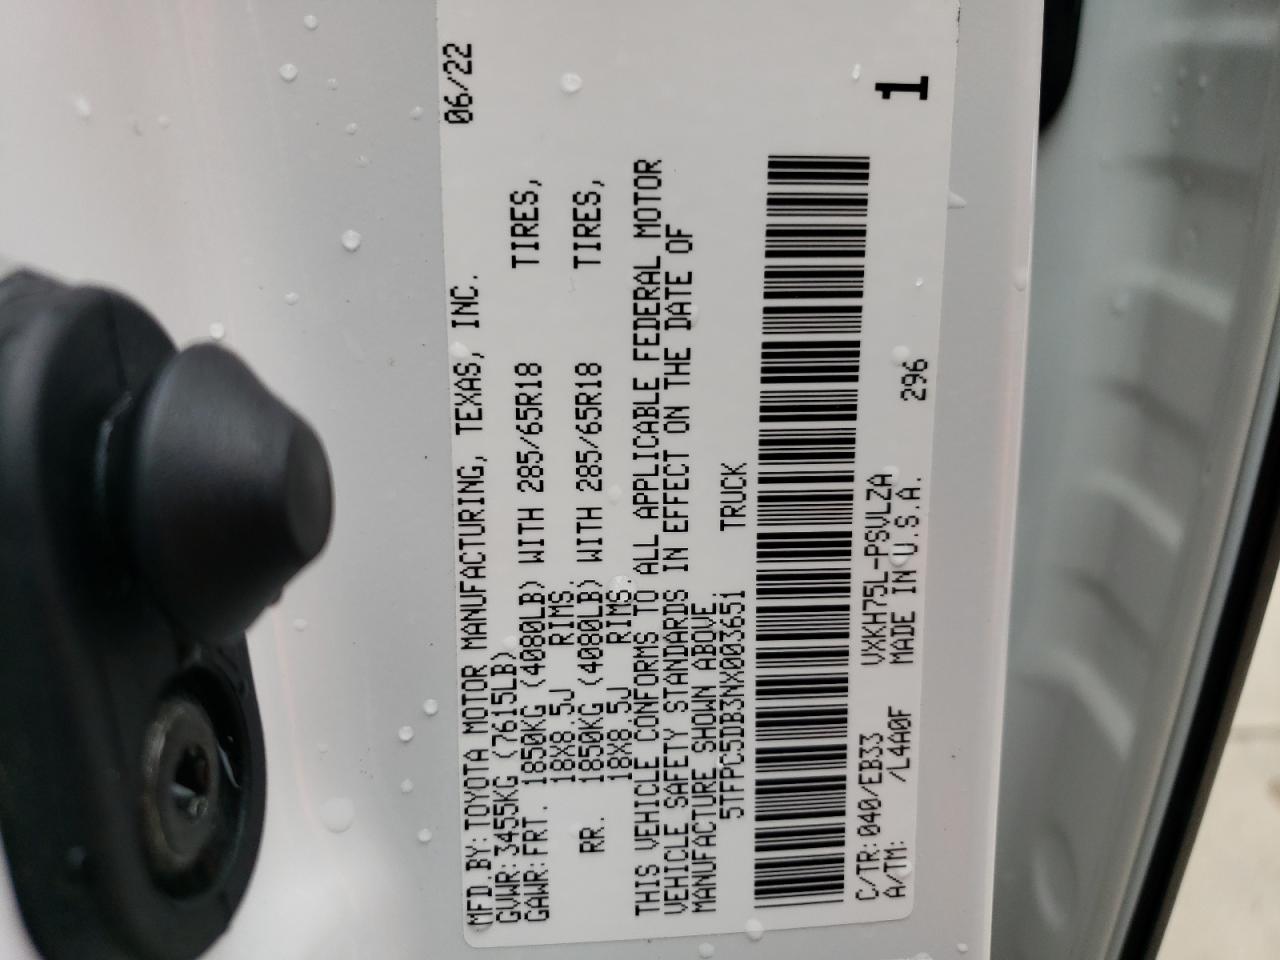 MFD.BY:TOYOTA MOTOR MANUFACTURING, TEXAS, INC. 06/22
GVWR:3455KG (7615LB)
GAWR:FRT. 1850KG (4080LB) WITH 285/65R18 TIRES,
18X8.5J RIMS.
RR. 1850KG (4080LB) WITH 285/65R18 TIRES,
18X8.5J RIMS.
THIS VEHICLE CONFORMS TO ALL APPLICABLE FEDERAL MOTOR
VEHICLE SAFETY STANDARDS IN EFFECT ON THE DATE OF
MANUFACTURE SHOWN ABOVE.
5TFPC5DB3NX003651 TRUCK
C/TR:040/EB33 VXKH75L-PSVLZA 1
A/TM: /L4A0F MADE IN U.S.A. 296